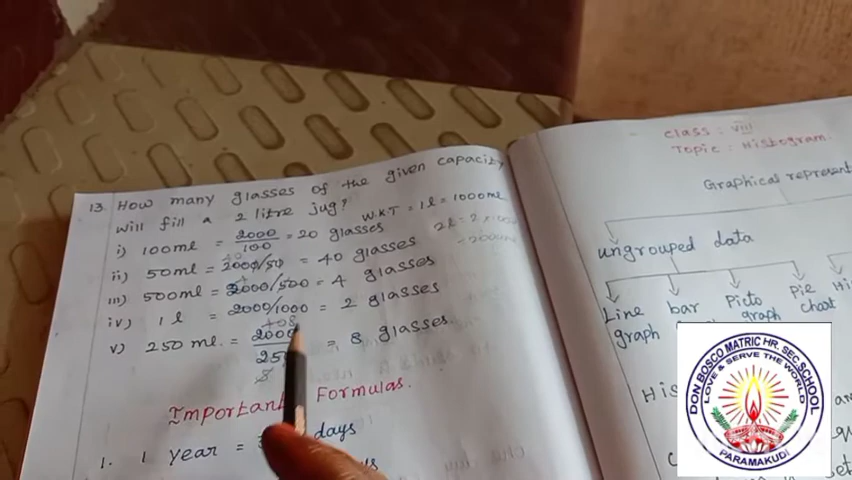 13. How many glasses of the given capacity
will fill a 2 litre jug?
W.K.T = 1l = 1000ml
i) 100ml = 2000/100 = 20 glasses
ii) 50ml = 2000/50 = 40 glasses
iii) 500ml = 2000/500 = 4 glasses
iv) 1 l = 2000/1000 = 2 glasses
v) 250 ml. = 2000 = 8 glasses.
Important Formulas.
1. 1 year = days
Class: VIII
Topic: Histogram.
Graphical
ungrouped data
Line graph
bar
Picto graph
Pie chart
DON BOSCO MATRIC HR. SEC SCHOOL
LOVE & SERVE THE WORLD
PARAMAKUDI